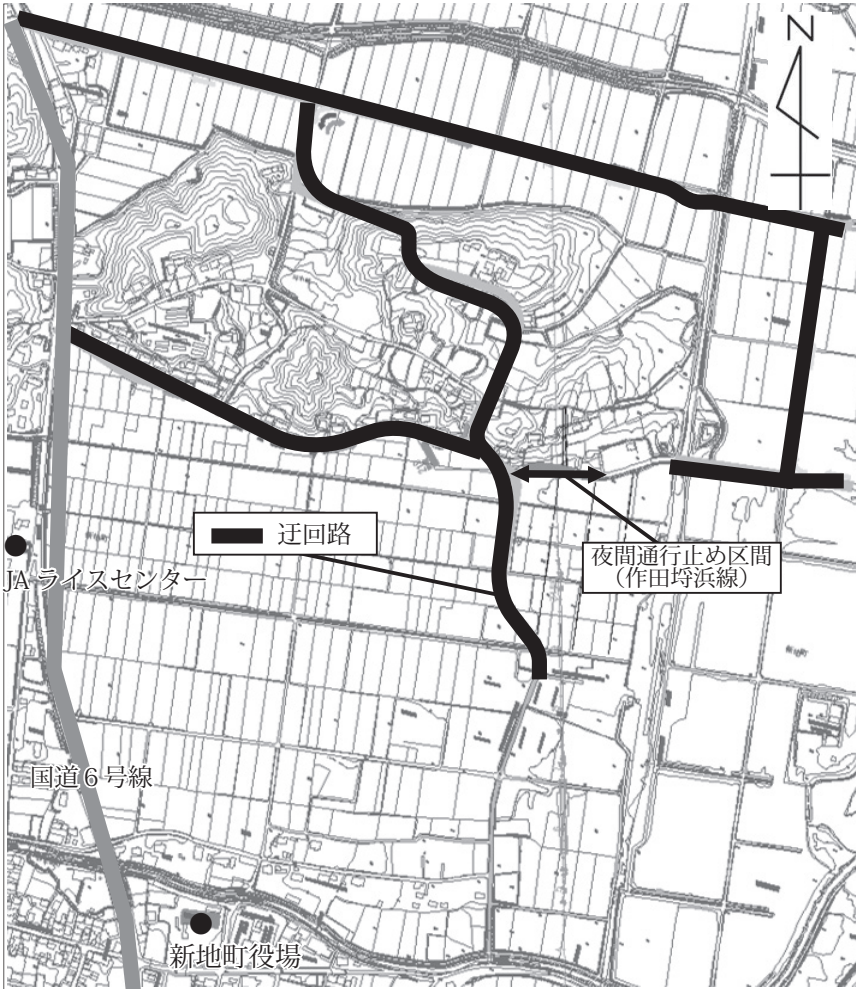 N
迂回路
夜間通行止め区間
（作田埒浜線）
JAライスセンター
国道６号線
新地町役場